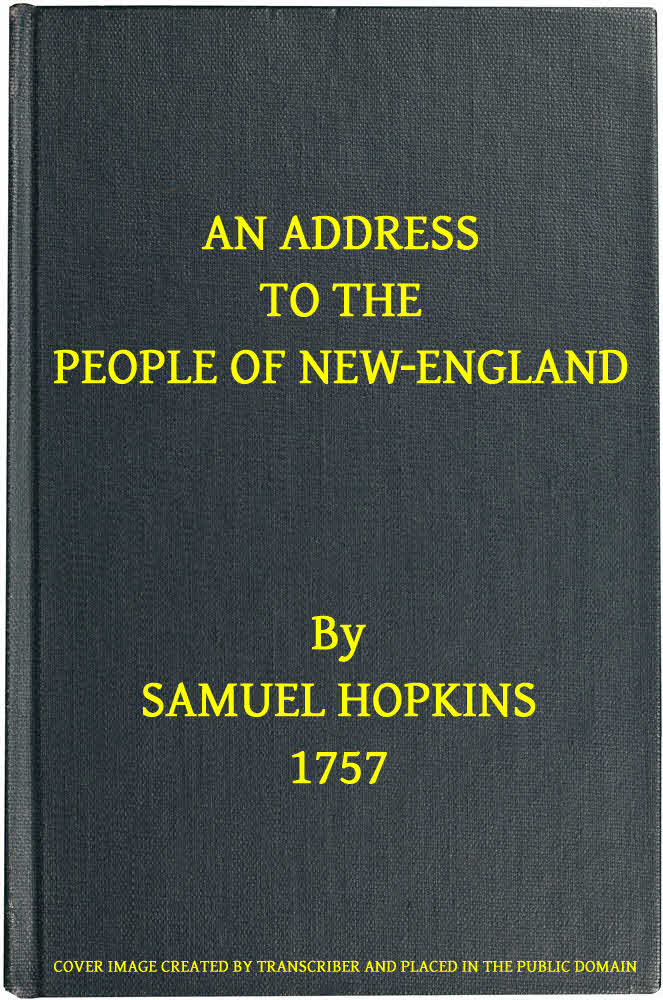 AN ADDRESS
TO THE
PEOPLE OF NEW-ENGLAND
By
SAMUEL HOPKINS
1757
COVER IMAGE CREATED BY TRANSCRIBER AND PLACED IN THE PUBLIC DOMAIN